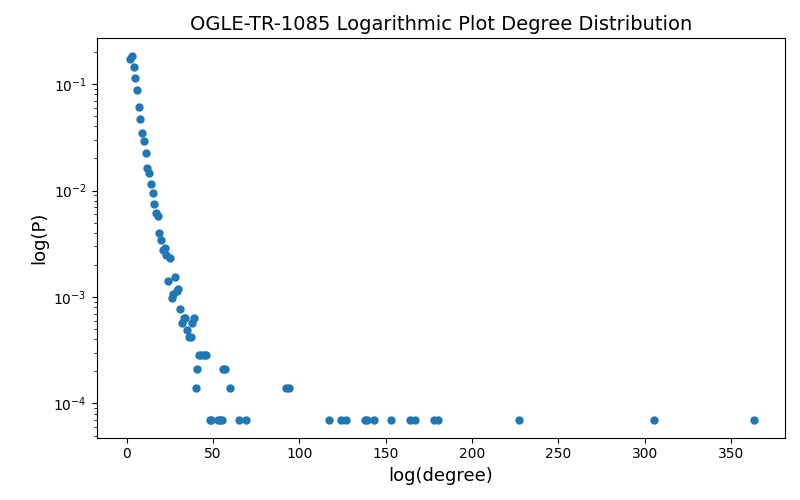 OGLE-TR-1085 Logarithmic Plot Degree Distribution
10⁻¹
10⁻²
10⁻³
10⁻⁴
log(P)
0 50 100 150 200 250 300 350
log(degree)